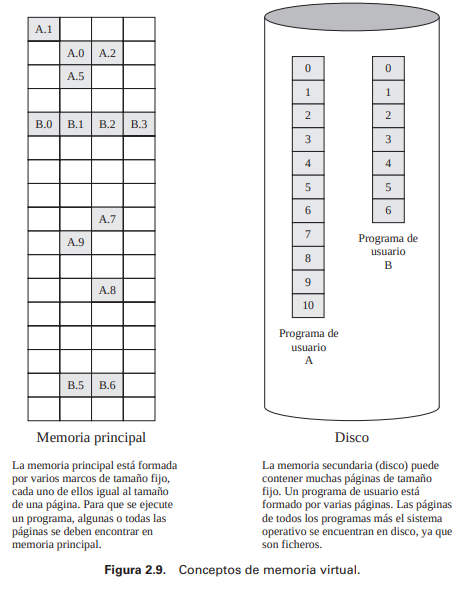 A.1
A.0 A.2
A.5
B.0 B.1 B.2 B.3
A.7
A.9
A.8
B.5 B.6
Memoria principal
La memoria principal está formada
por varios marcos de tamaño fijo,
cada uno de ellos igual al tamaño
de una página. Para que se ejecute
un programa, algunas o todas las
páginas se deben encontrar en
memoria principal.
0
1
2
3
4
5
6
7
8
9
10
Programa de
usuario
A
0
1
2
3
4
5
6
Programa de
usuario
B
Disco
La memoria secundaria (disco) puede
contener muchas páginas de tamaño
fijo. Un programa de usuario está
formado por varias páginas. Las páginas
de todos los programas más el sistema
operativo se encuentran en disco, ya que
son ficheros.
Figura 2.9. Conceptos de memoria virtual.